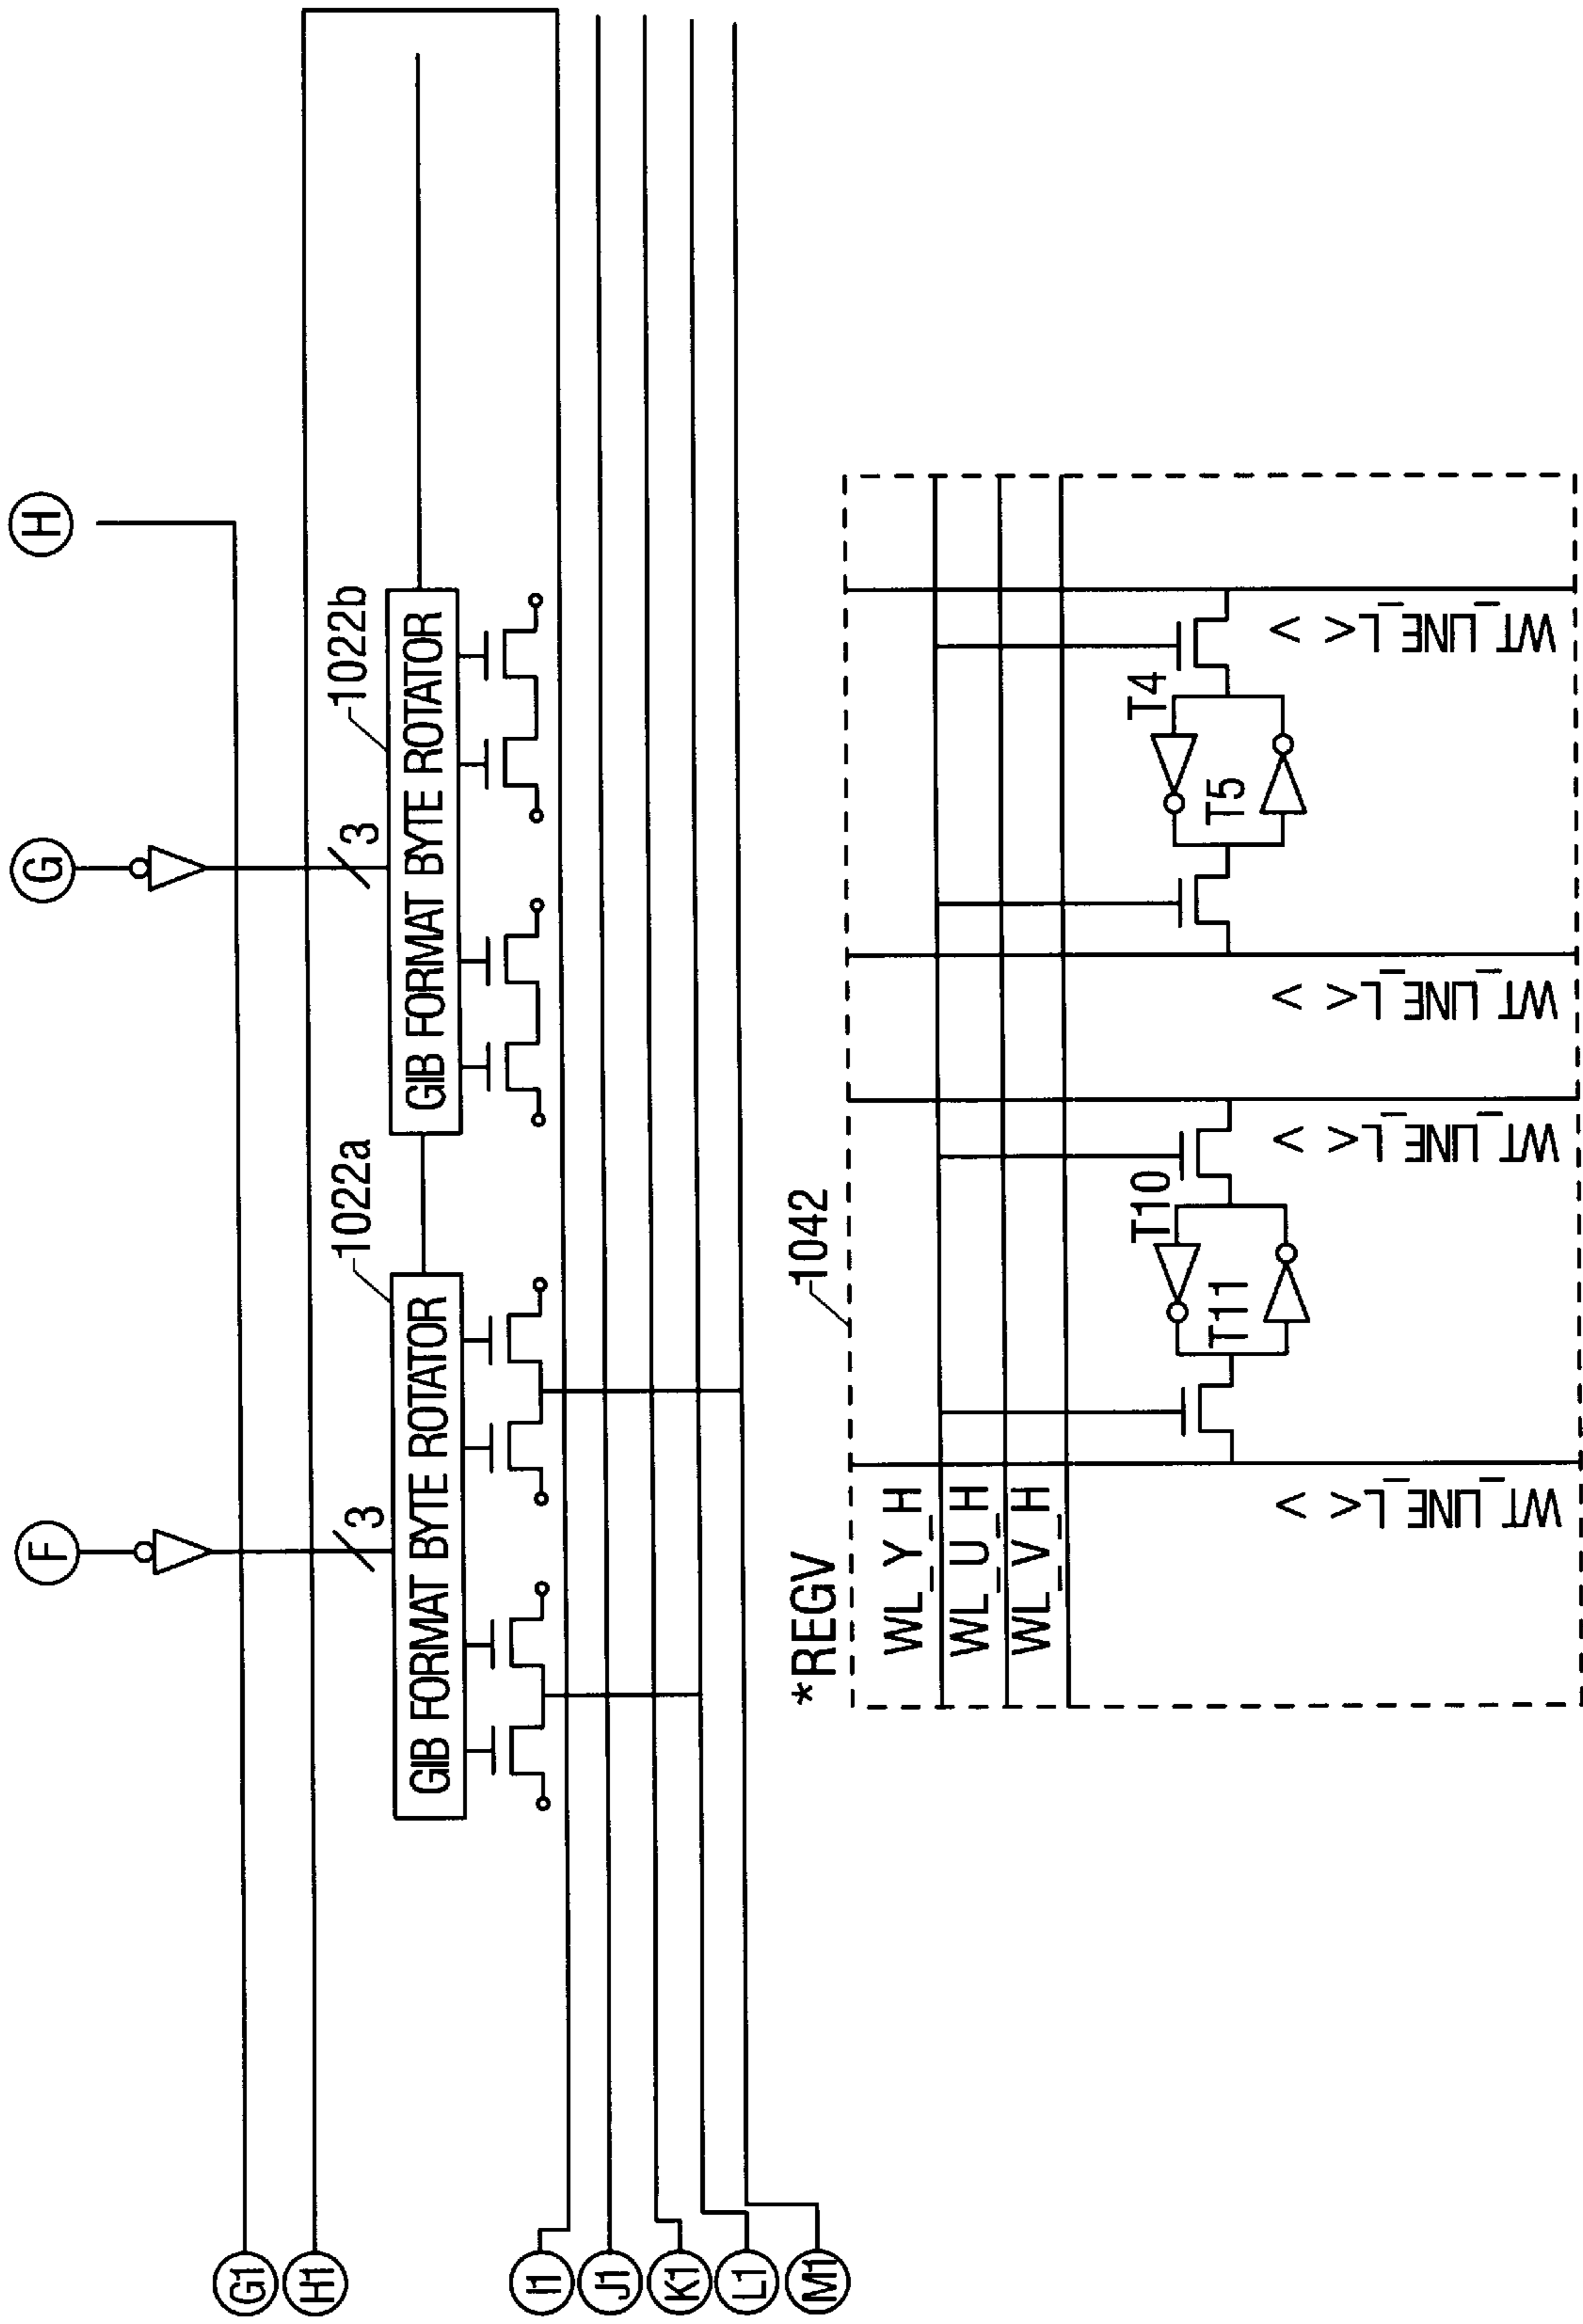 F
G
H
G1
H1
I1
J1
K1
L1
M1
3
3
1022a
1022b
GIB FORMAT BYTE ROTATOR
GIB FORMAT BYTE ROTATOR
*REGV
1042
WL_Y_H
WL_U_H
WL_V_H
T10
T11
T4
T5
WT_LINE_L< >
WT_LINE_L< >
WT_LINE_L< >
WT_LINE_L< >